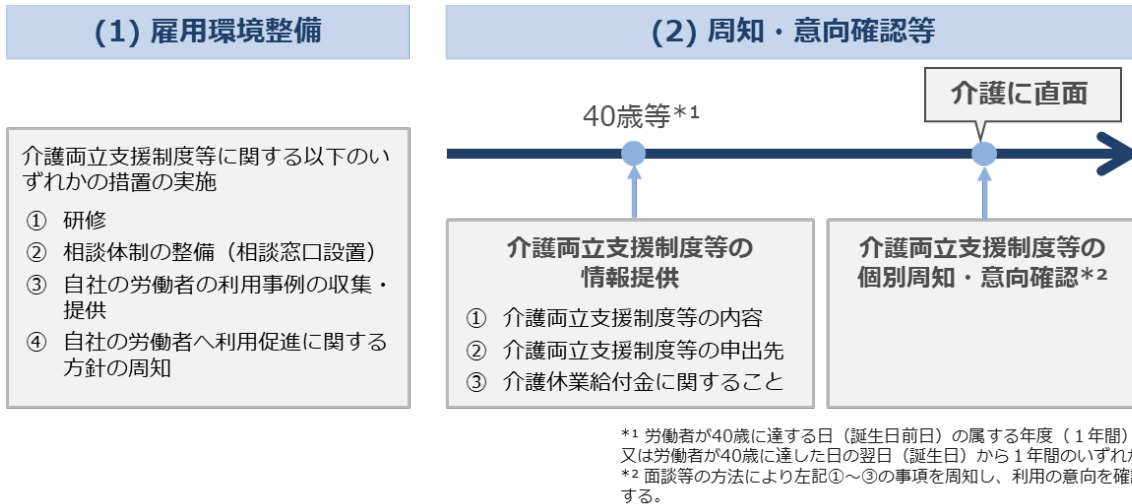 (1) 雇用環境整備
(2) 周知・意向確認等
介護両立支援制度等に関する以下のい
ずれかの措置の実施
① 研修
② 相談体制の整備（相談窓口設置）
③ 自社の労働者の利用事例の収集・
提供
④ 自社の労働者へ利用促進に関する
方針の周知
40歳等*1
介護に直面
介護両立支援制度等の
情報提供
① 介護両立支援制度等の内容
② 介護両立支援制度等の申出先
③ 介護休業給付金に関すること
介護両立支援制度等の
個別周知・意向確認*2
*1 労働者が40歳に達する日（誕生日前日）の属する年度（１年間）
又は労働者が40歳に達した日の翌日（誕生日）から１年間のいずれ
*2 面談等の方法により左記①～③の事項を周知し、利用の意向を確
する。